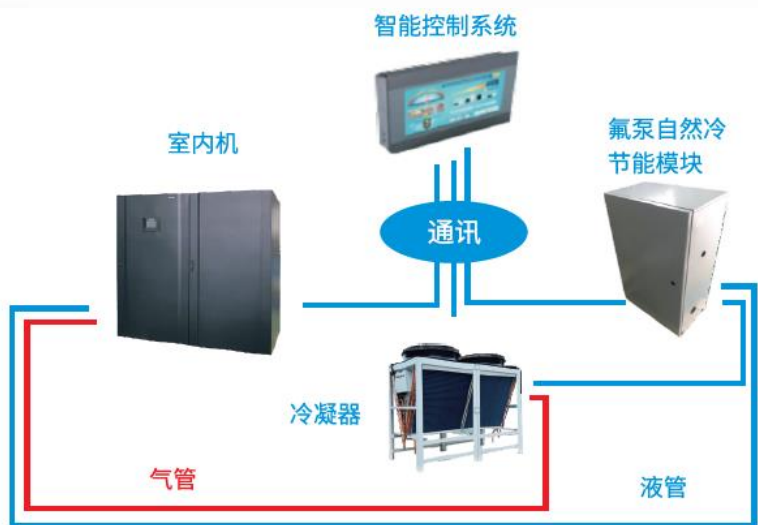 智能控制系统
室内机
氟泵自然冷
节能模块
通讯
冷凝器
气管
液管